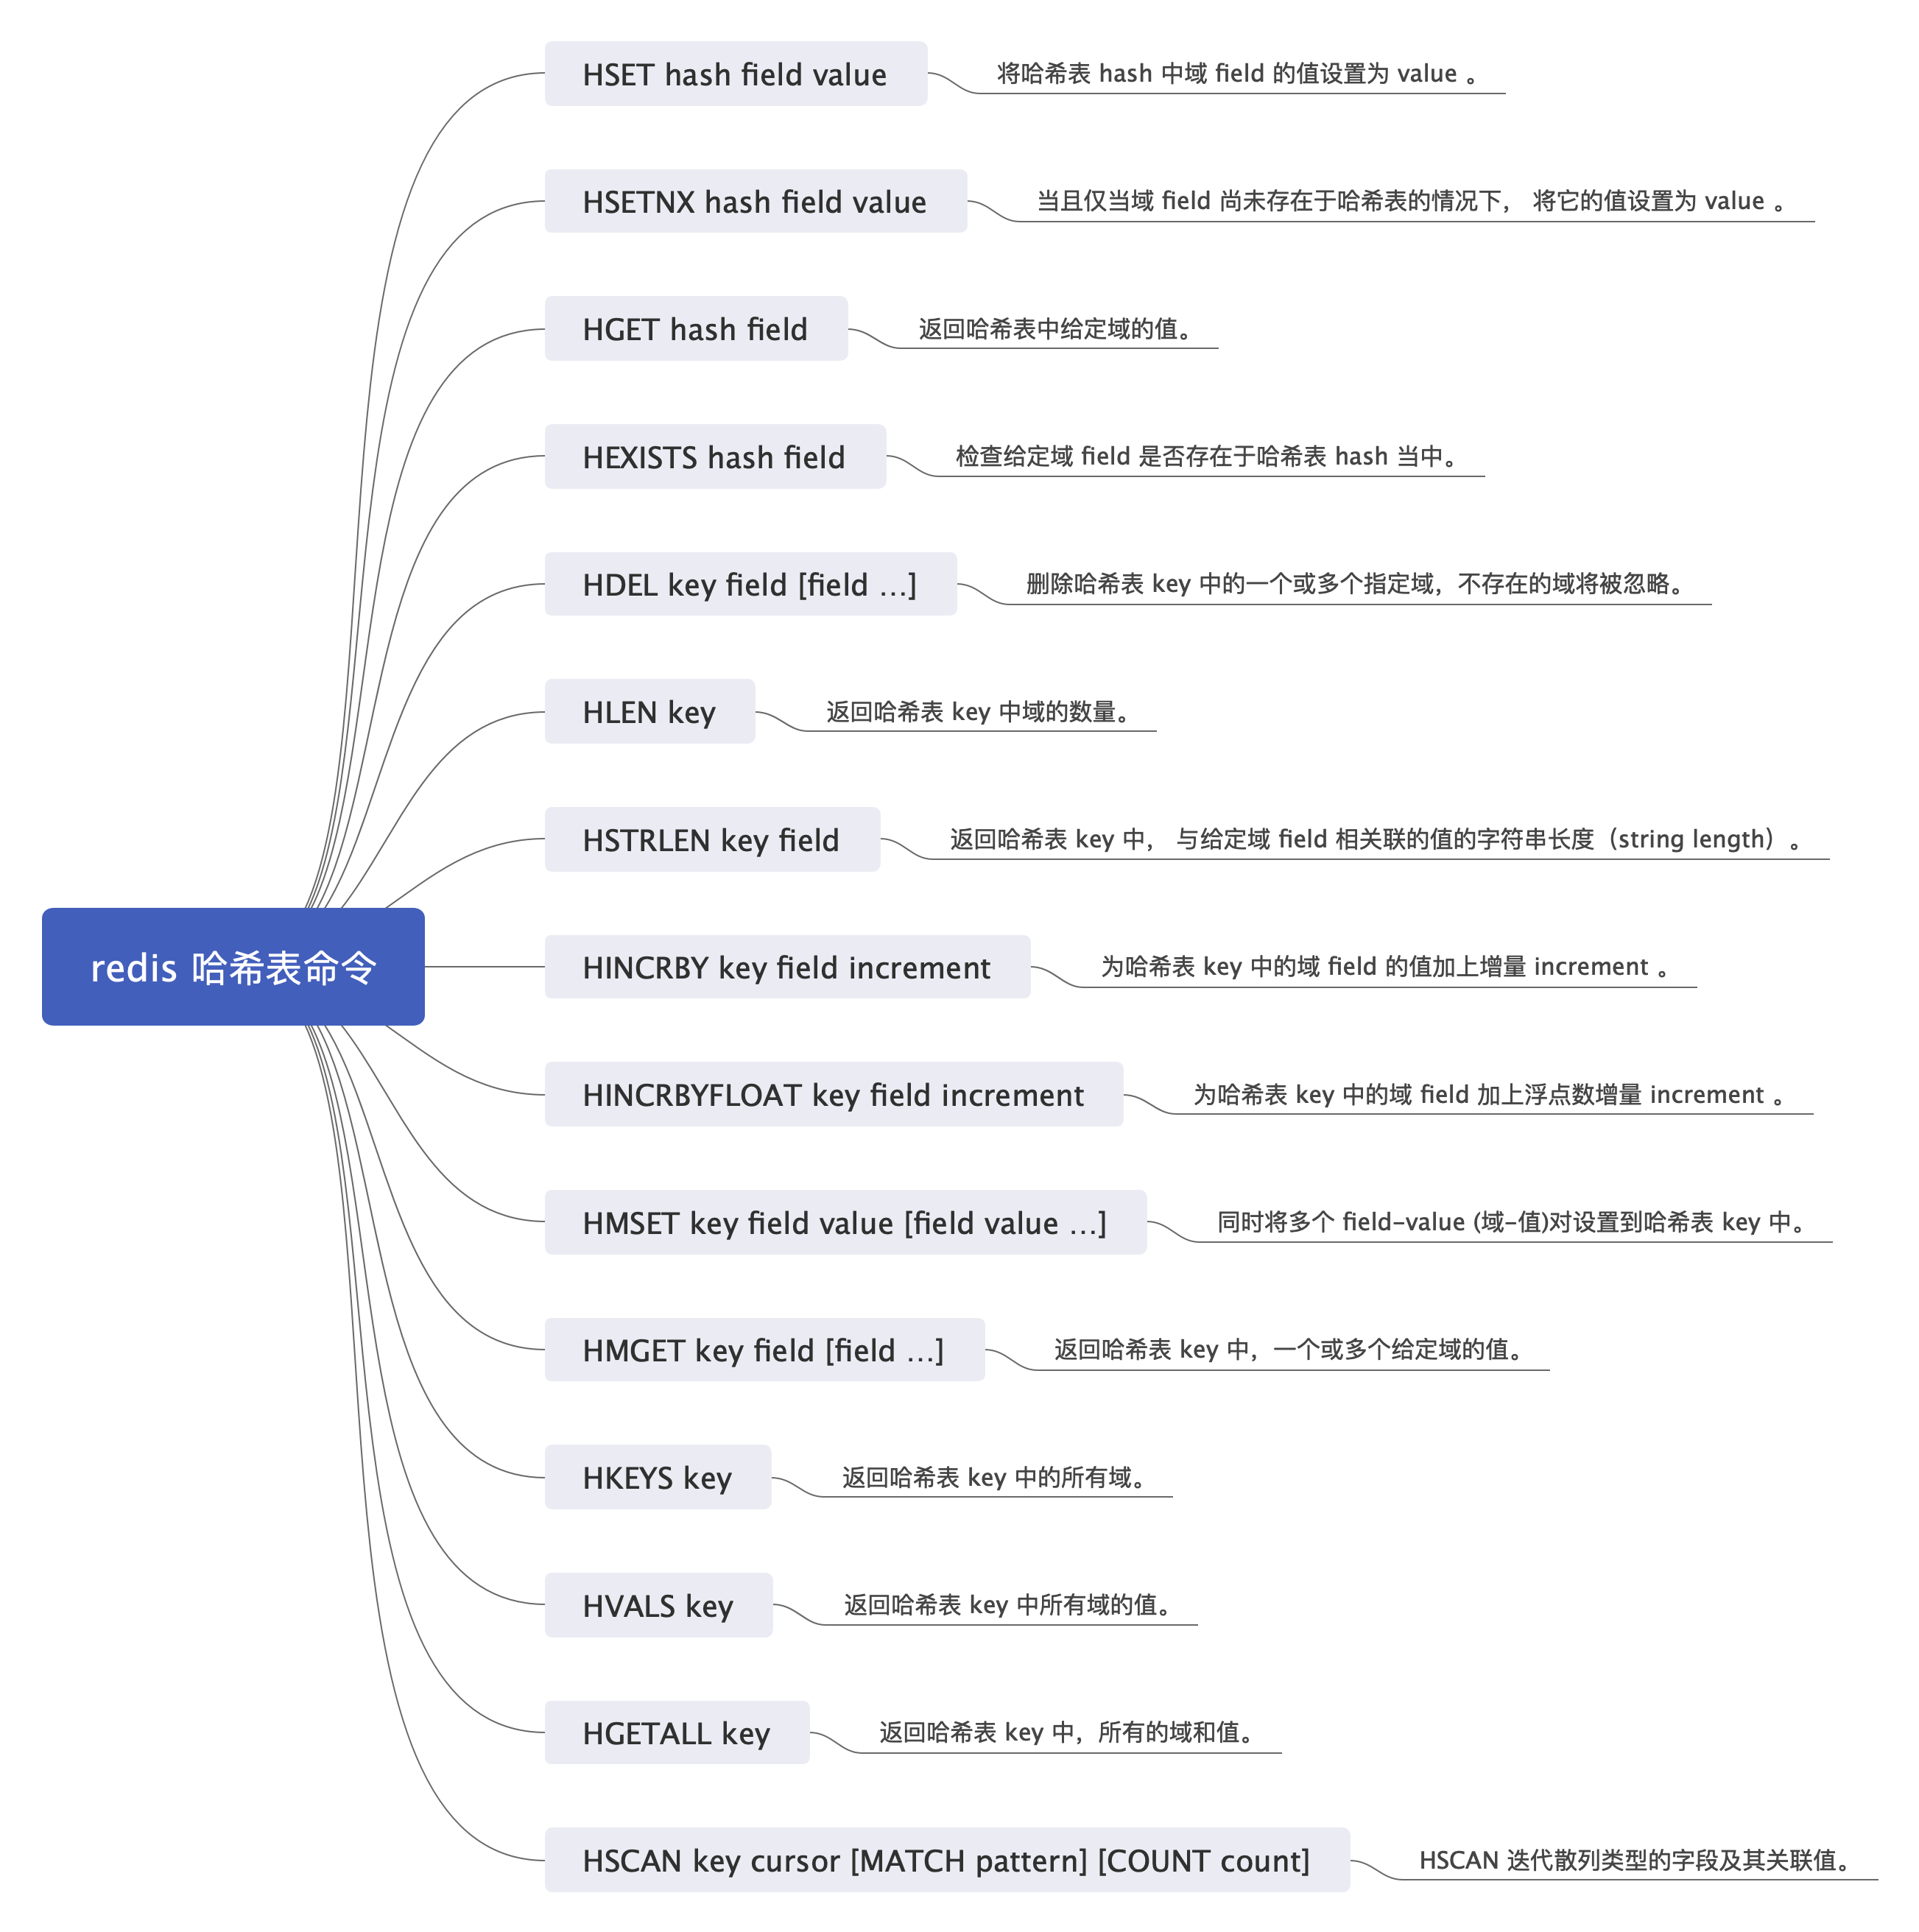 HSET hash field value
将哈希表 hash 中域 field 的值设置为 value 。
HSETNX hash field value
当且仅当域 field 尚未存在于哈希表的情况下， 将它的值设置为 value 。
HGET hash field
返回哈希表中给定域的值。
HEXISTS hash field
检查给定域 field 是否存在于哈希表 hash 当中。
HDEL key field [field …]
删除哈希表 key 中的一个或多个指定域，不存在的域将被忽略。
HLEN key
返回哈希表 key 中域的数量。
HSTRLEN key field
返回哈希表 key 中， 与给定域 field 相关联的值的字符串长度（string length）。
redis 哈希表命令
HINCRBY key field increment
为哈希表 key 中的域 field 的值加上增量 increment 。
HINCRBYFLOAT key field increment
为哈希表 key 中的域 field 加上浮点数增量 increment 。
HMSET key field value [field value …]
同时将多个 field-value (域-值)对设置到哈希表 key 中。
HMGET key field [field …]
返回哈希表 key 中，一个或多个给定域的值。
HKEYS key
返回哈希表 key 中的所有域。
HVALS key
返回哈希表 key 中所有域的值。
HGETALL key
返回哈希表 key 中，所有的域和值。
HSCAN key cursor [MATCH pattern] [COUNT count]
HSCAN 迭代散列类型的字段及其关联值。